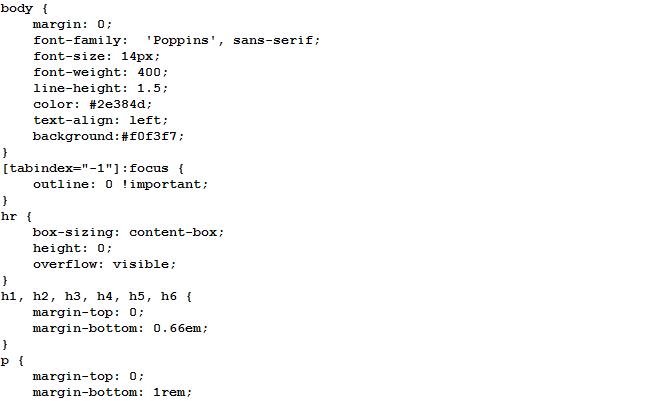 body {
    margin: 0;
    font-family:  'Poppins', sans-serif;
    font-size: 14px;
    font-weight: 400;
    line-height: 1.5;
    color: #2e384d;
    text-align: left;
    background:#f0f3f7;
}
[tabindex="-1"]:focus {
    outline: 0 !important;
}
hr {
    box-sizing: content-box;
    height: 0;
    overflow: visible;
}
h1, h2, h3, h4, h5, h6 {
    margin-top: 0;
    margin-bottom: 0.66em;
}
p {
    margin-top: 0;
    margin-bottom: 1rem;